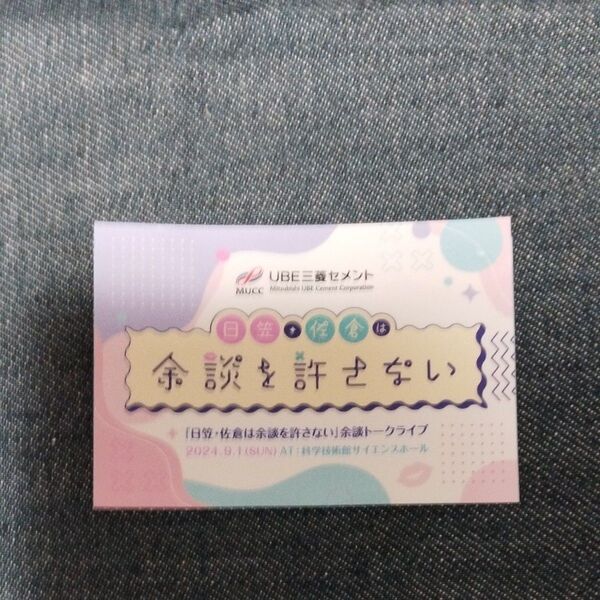 MUCC
UBE三菱セメント
Mitsubishi UBE Cement Corporation
日笠・佐倉は
余談を許さない
「日笠・佐倉は余談を許さない」余談トークライブ
2024.9.1(SUN) AT:科学技術館サイエンスホール